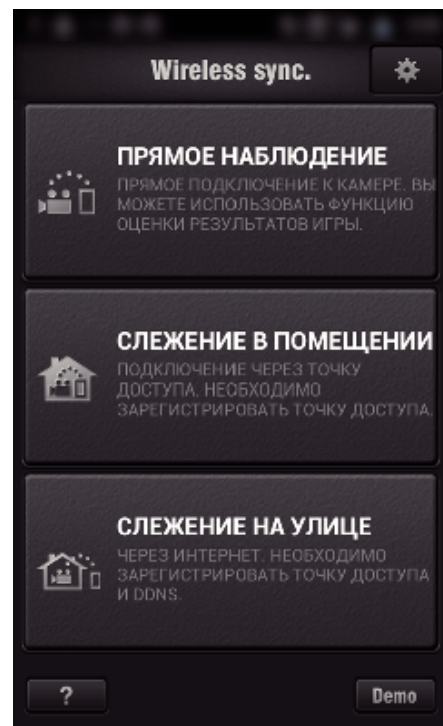 Wireless sync.
ПРЯМОЕ НАБЛЮДЕНИЕ
ПРЯМОЕ ПОДКЛЮЧЕНИЕ К КАМЕРЕ. ВЫ
МОЖЕТЕ ИСПОЛЬЗОВАТЬ ФУНКЦИЮ
ОЦЕНКИ РЕЗУЛЬТАТОВ ИГРЫ.
СЛЕЖЕНИЕ В ПОМЕЩЕНИИ
ПОДКЛЮЧЕНИЕ ЧЕРЕЗ ТОЧКУ
ДОСТУПА. НЕОБХОДИМО
ЗАРЕГИСТРИРОВАТЬ ТОЧКУ ДОСТУПА.
СЛЕЖЕНИЕ НА УЛИЦЕ
ЧЕРЕЗ ИНТЕРНЕТ. НЕОБХОДИМО
ЗАРЕГИСТРИРОВАТЬ ТОЧКУ ДОСТУПА
И DDNS.
? Demo